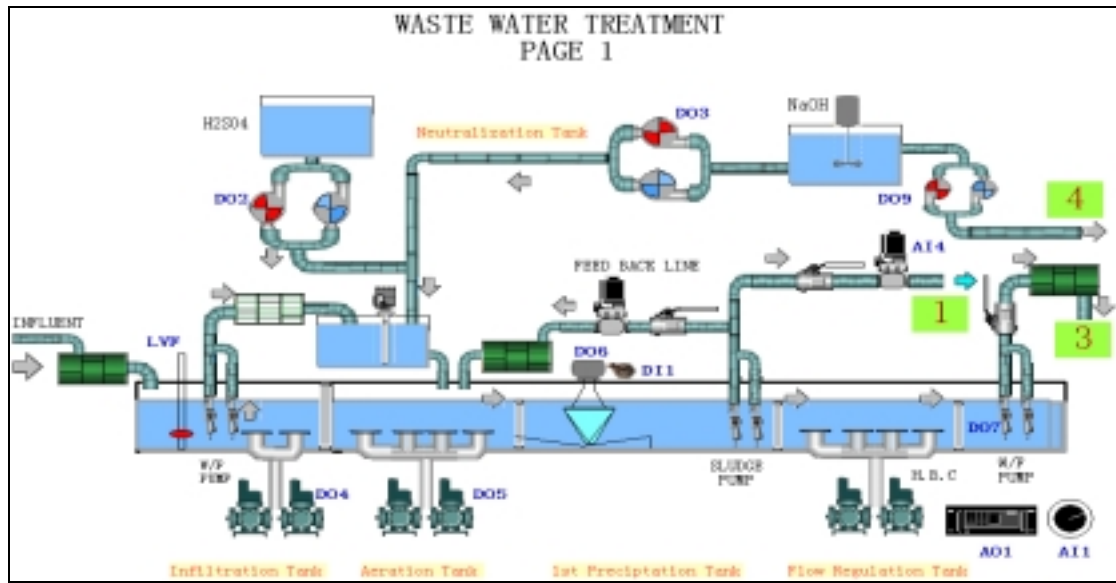 WASTE WATER TREATMENT
PAGE 1
H2SO4
Neutralization Tank
DO3
NaOH
DO2
DO9
4
AI4
FEED BACK LINE
INFLUENT
LVF
1
3
DO6
DI1
DO7
W/P
PUMP
SLUDGE
PUMP
H.B.C
W/P
PUMP
DO4
DO5
AO1
AI1
Infiltration Tank
Aeration Tank
1st Preciptation Tank
Flow Regulation Tank